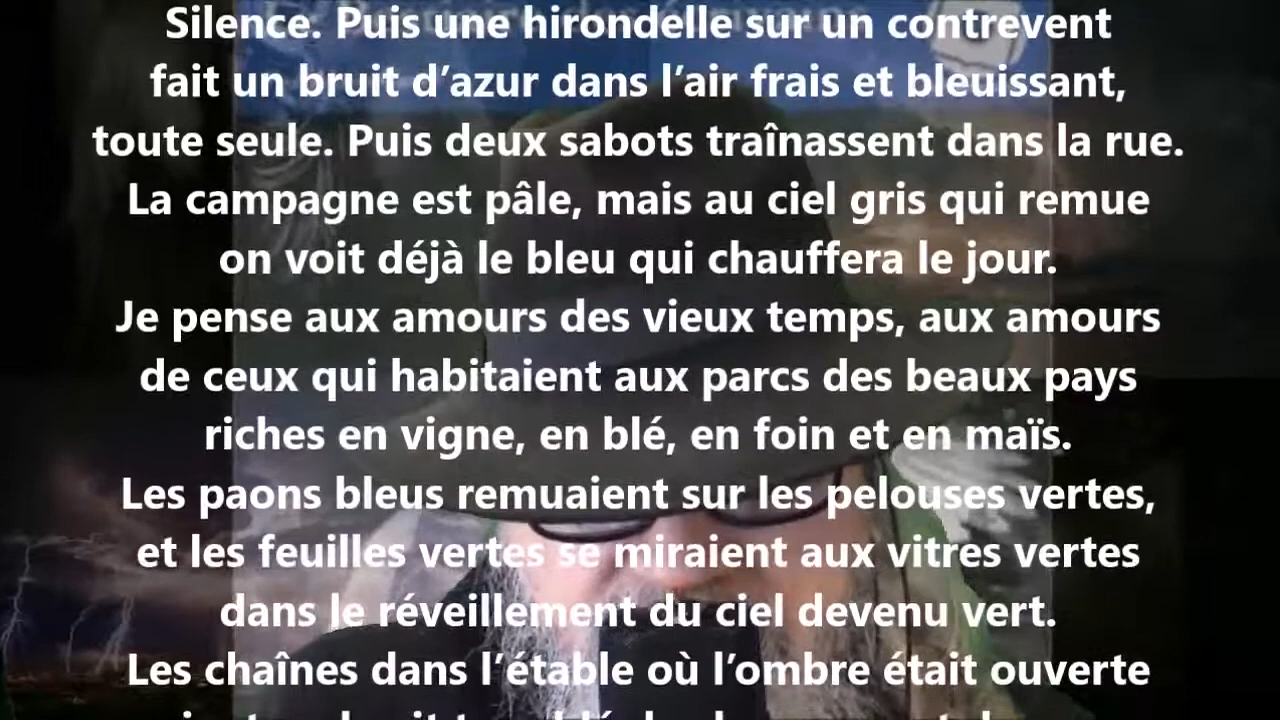 Silence. Puis une hirondelle sur un contrevent
fait un bruit d’azur dans l’air frais et bleuissant,
toute seule. Puis deux sabots traînassent dans la rue.
La campagne est pâle, mais au ciel gris qui remue
on voit déjà le bleu qui chauffera le jour.
Je pense aux amours des vieux temps, aux amours
de ceux qui habitaient aux parcs des beaux pays
riches en vigne, en blé, en foin et en maïs.
Les paons bleus remuaient sur les pelouses vertes,
et les feuilles vertes se miraient aux vitres vertes
dans le réveillement du ciel devenu vert.
Les chaînes dans l’étable où l’ombre était ouverte